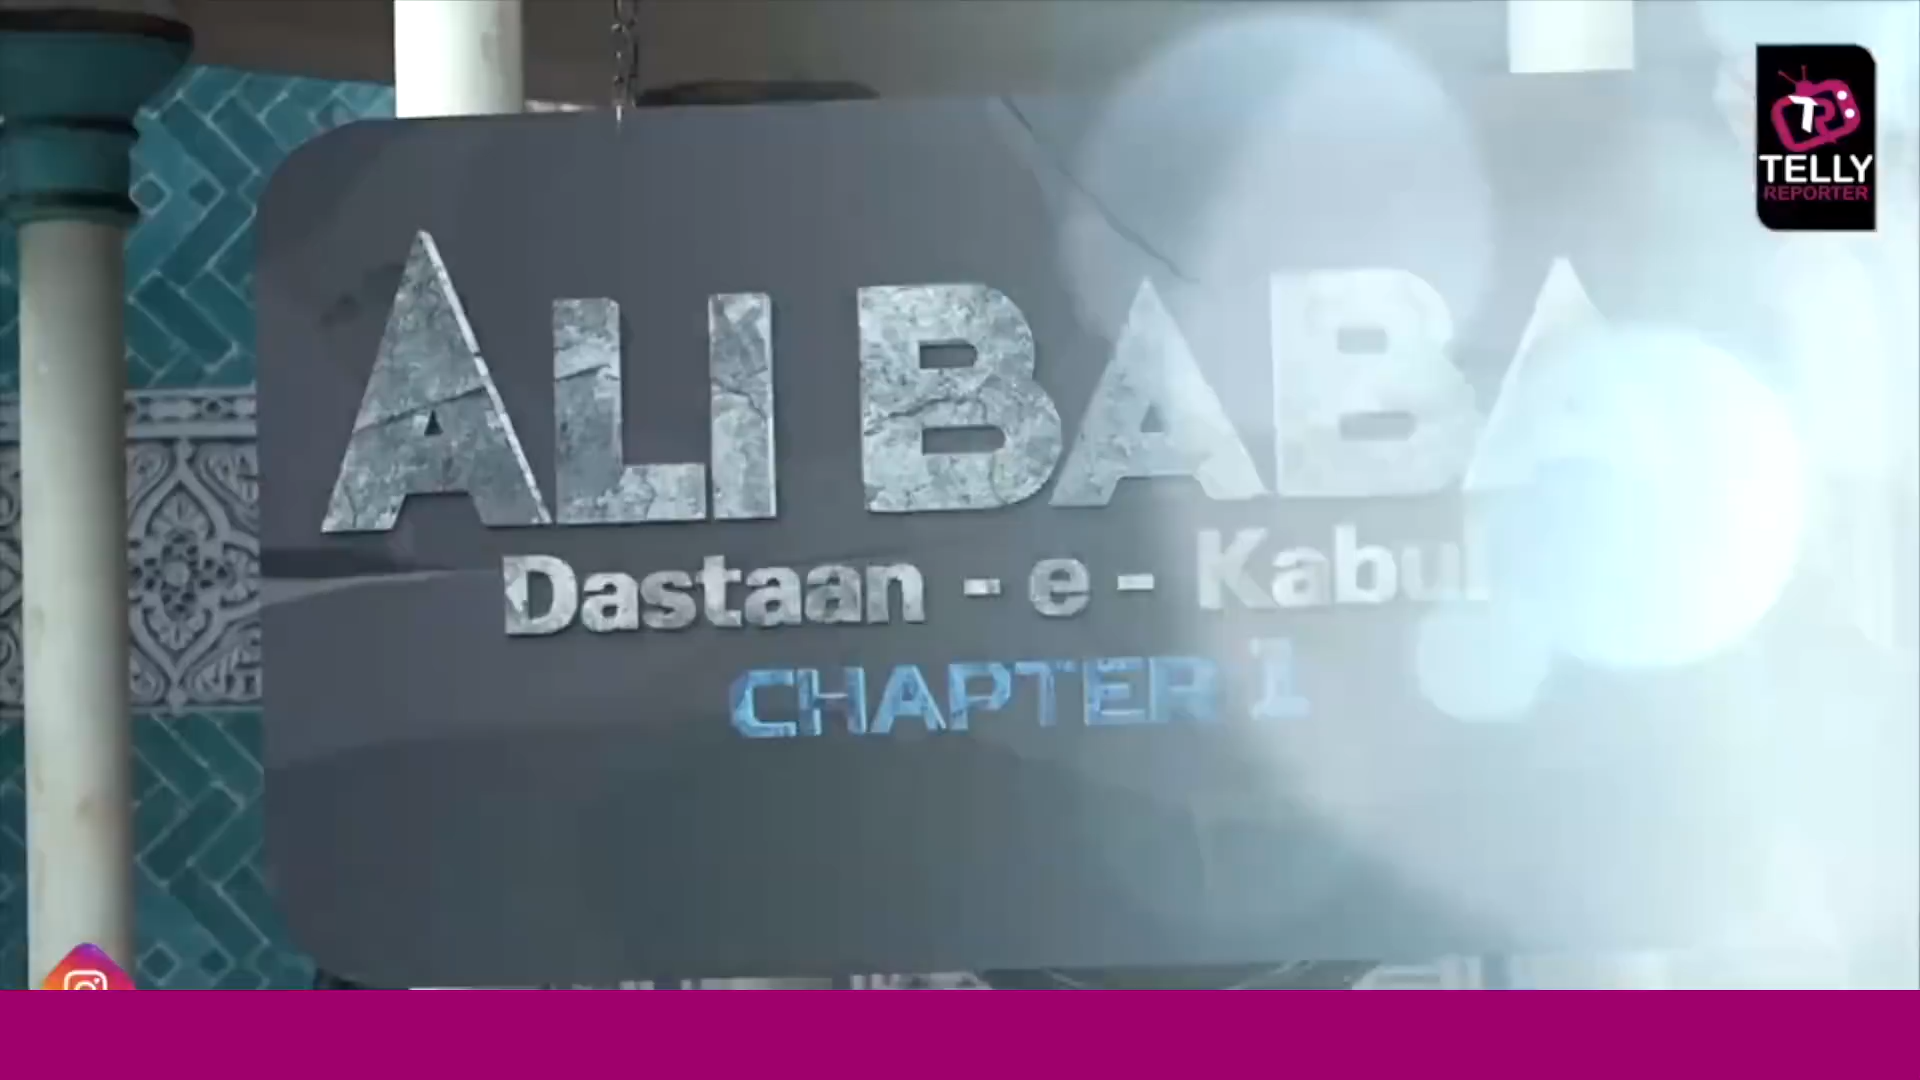 TELLY
REPORTER
ALI BABA
Dastaan - e - Kabul
CHAPTER 1